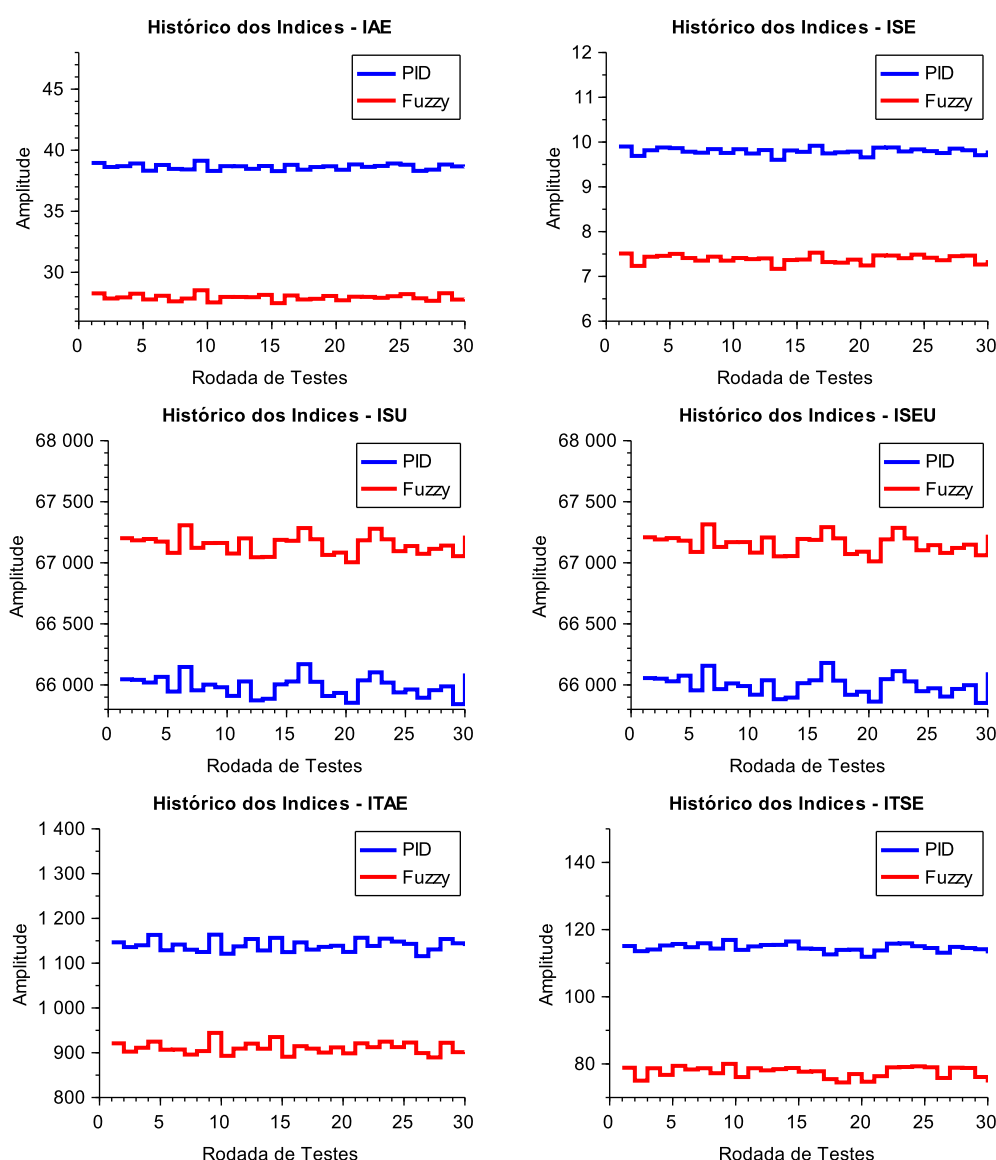 Histórico dos Indices - IAE
PID
Fuzzy
45
40
35
30
Amplitude
0
5
10
15
20
25
30
Rodada de Testes
Histórico dos Indices - ISE
PID
Fuzzy
12
11
10
9
8
7
6
Amplitude
0
5
10
15
20
25
30
Rodada de Testes
Histórico dos Indices - ISU
PID
Fuzzy
68 000
67 500
67 000
66 500
66 000
Amplitude
0
5
10
15
20
25
30
Rodada de Testes
Histórico dos Indices - ISEU
PID
Fuzzy
68 000
67 500
67 000
66 500
66 000
Amplitude
0
5
10
15
20
25
30
Rodada de Testes
Histórico dos Indices - ITAE
PID
Fuzzy
1 400
1 300
1 200
1 100
1 000
900
800
Amplitude
0
5
10
15
20
25
30
Rodada de Testes
Histórico dos Indices - ITSE
PID
Fuzzy
140
120
100
80
Amplitude
0
5
10
15
20
25
30
Rodada de Testes